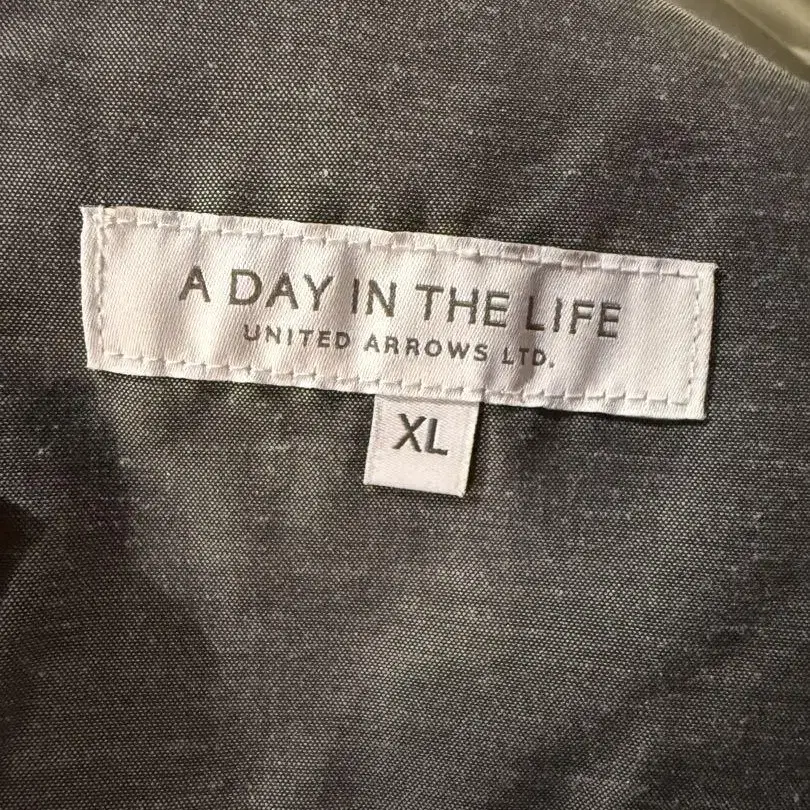 A DAY IN THE LIFE
UNITED ARROWS LTD.
XL